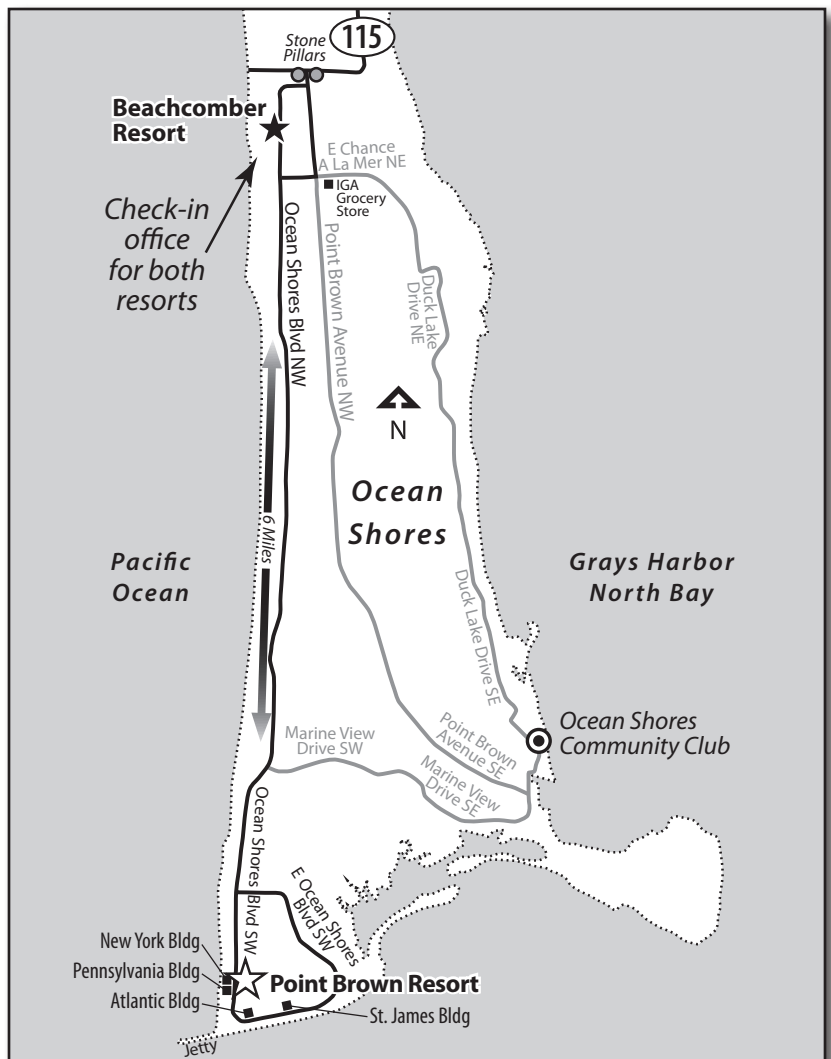 Stone
Pillars
115
Beachcomber
Resort
E Chance
A La Mer NE
IGA
Grocery
Store
Check-in
office
for both
resorts
Ocean Shores Blvd NW
Point Brown Avenue NW
Duck Lake
Drive NE
N
Ocean
Shores
6 Miles
Pacific
Ocean
Grays Harbor
North Bay
Duck Lake Drive SE
Ocean Shores
Community Club
Point Brown
Avenue SE
Marine View
Drive SW
Marine View
Drive SE
Ocean Shores Blvd SW
E Ocean Shores
Blvd SW
New York Bldg
Pennsylvania Bldg
Point Brown Resort
Atlantic Bldg
St. James Bldg
Jetty